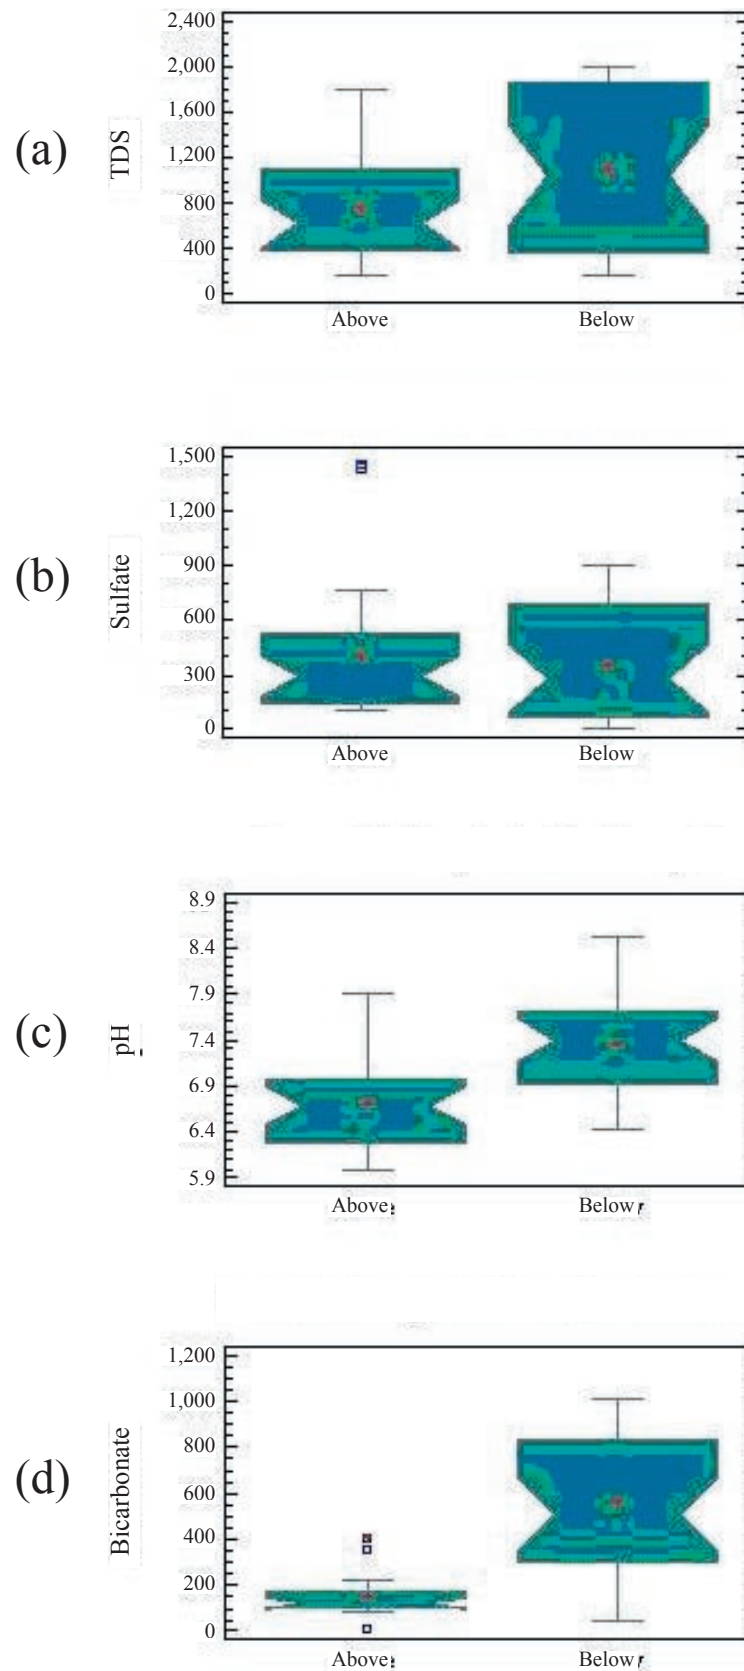 (a)
TDS
2,400
2,000
1,600
1,200
800
400
0
Above
Below
(b)
Sulfate
1,500
1,200
900
600
300
0
Above
Below
(c)
pH
8.9
8.4
7.9
7.4
6.9
6.4
5.9
Above
Below
(d)
Bicarbonate
1,200
1,000
800
600
400
200
0
Above
Below